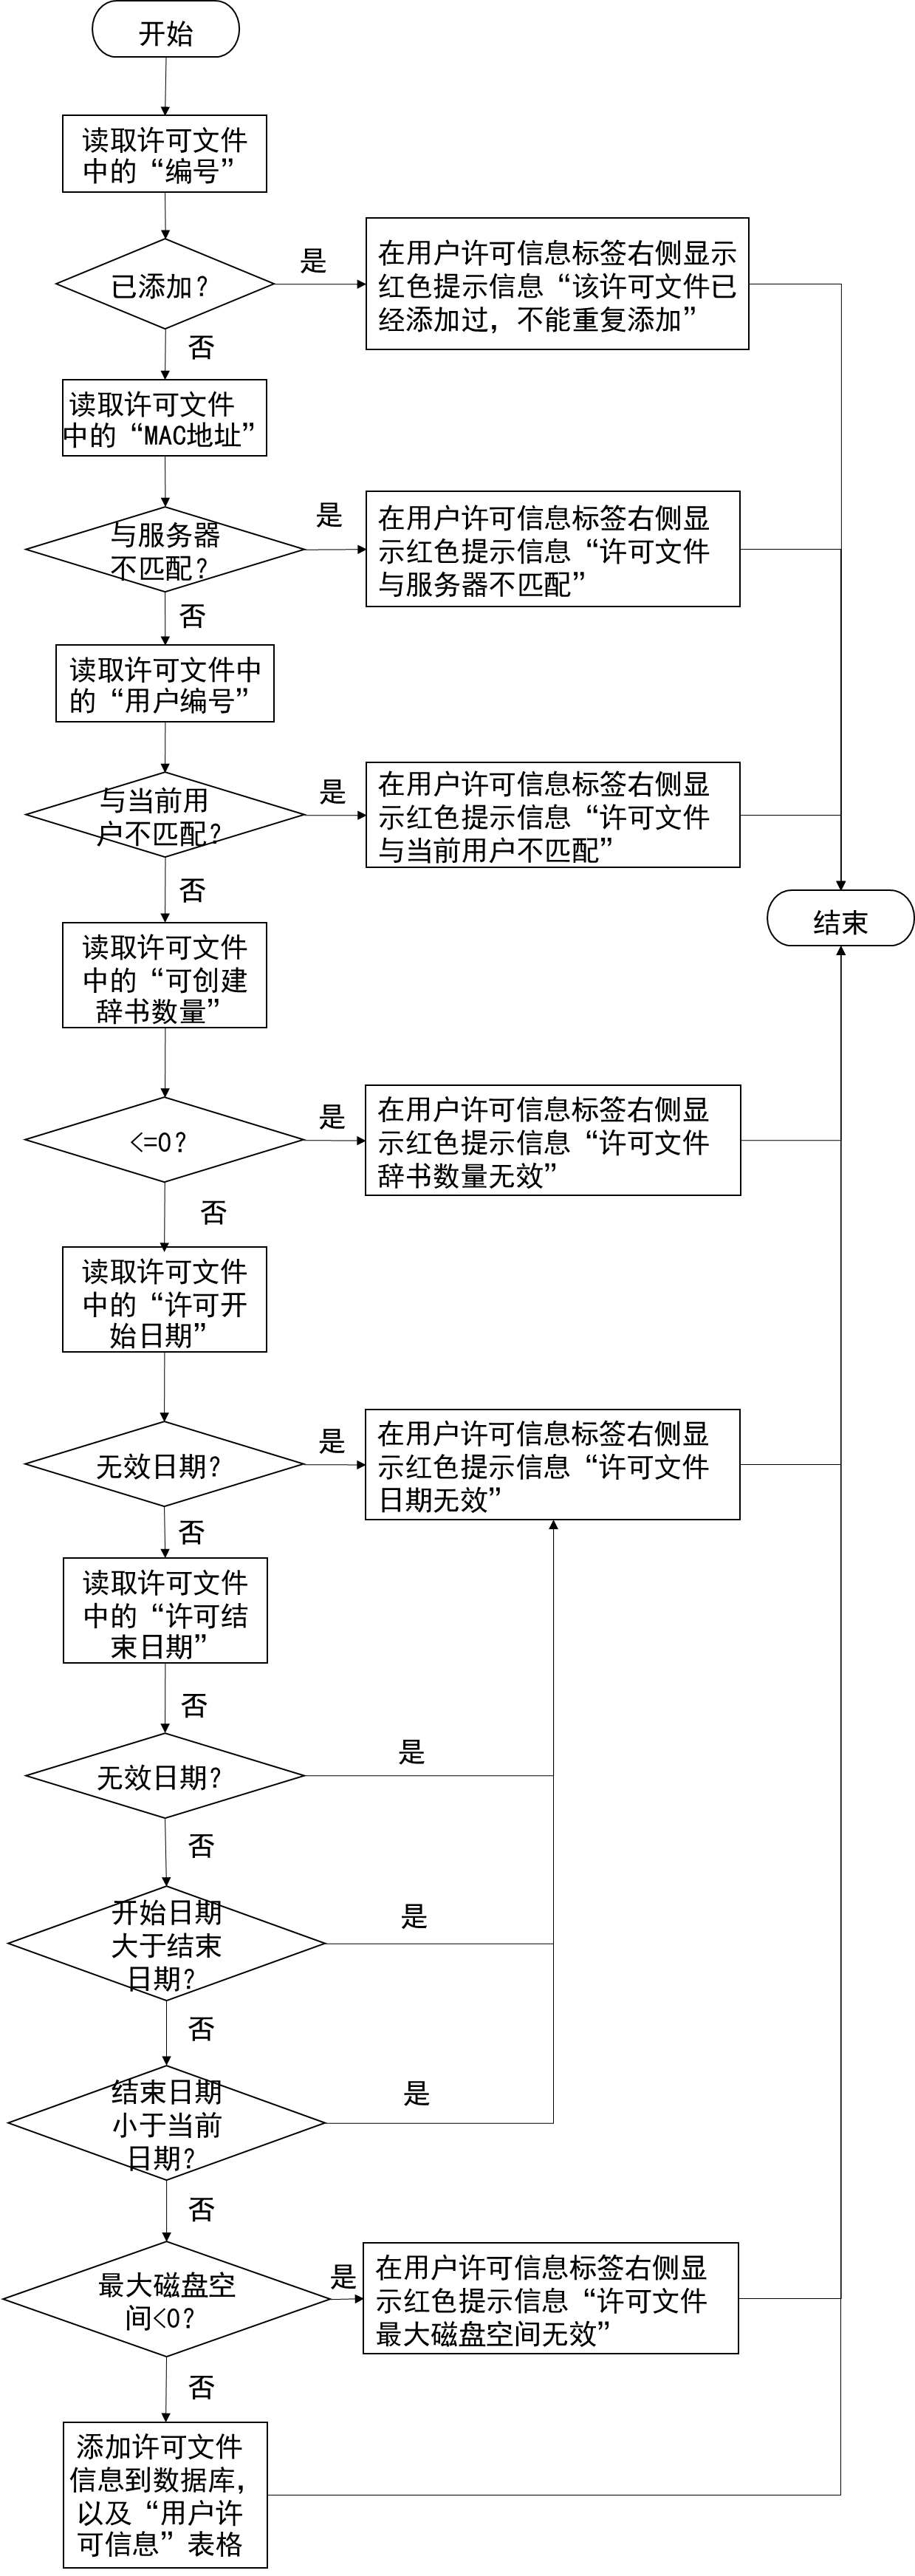 开始
读取许可文件
中的“编号”
已添加？
是
在用户许可信息标签右侧显示
红色提示信息“该许可文件已
经添加过，不能重复添加”
否
读取许可文件
中的“MAC地址”
与服务器
不匹配？
是
在用户许可信息标签右侧显
示红色提示信息“许可文件
与服务器不匹配”
否
读取许可文件中
的“用户编号”
与当前用
户不匹配？
是
在用户许可信息标签右侧显
示红色提示信息“许可文件
与当前用户不匹配”
否
结束
读取许可文件
中的“可创建
辞书数量”
<=0？
是
在用户许可信息标签右侧显
示红色提示信息“许可文件
辞书数量无效”
否
读取许可文件
中的“许可开
始日期”
无效日期？
是
在用户许可信息标签右侧显
示红色提示信息“许可文件
日期无效”
否
读取许可文件
中的“许可结
束日期”
否
无效日期？
是
否
开始日期
大于结束
日期？
是
否
结束日期
小于当前
日期？
是
否
最大磁盘空
间<0？
是
在用户许可信息标签右侧显
示红色提示信息“许可文件
最大磁盘空间无效”
否
添加许可文件
信息到数据库，
以及“用户许
可信息”表格